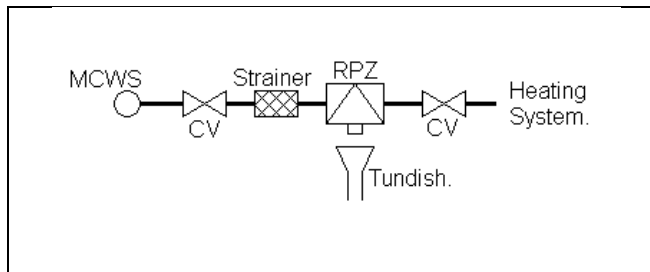 MCWS
Strainer
RPZ
Heating
System.
CV
CV
Tundish.